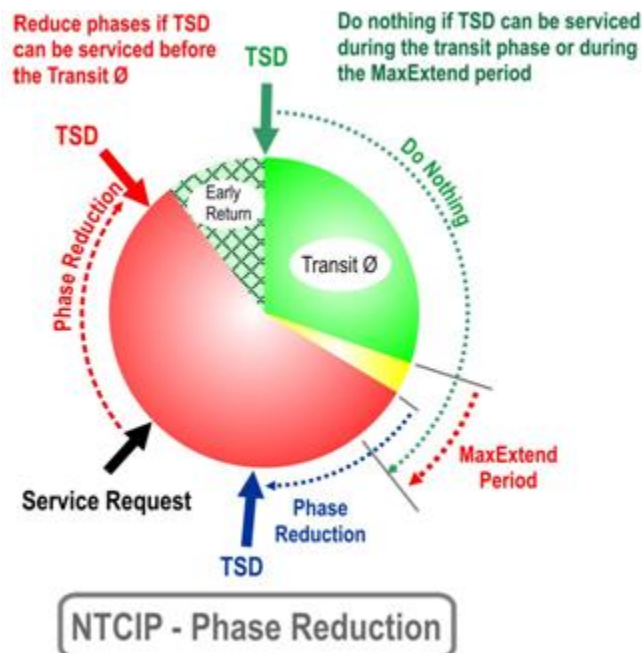 Reduce phases if TSD
can be serviced before
the Transit Ø
Do nothing if TSD can be serviced
during the transit phase or during
the MaxExtend period
TSD
TSD
Early
Return
Do Nothing
Phase Reduction
Transit Ø
MaxExtend
Period
Service Request
Phase
Reduction
TSD
NTCIP - Phase Reduction